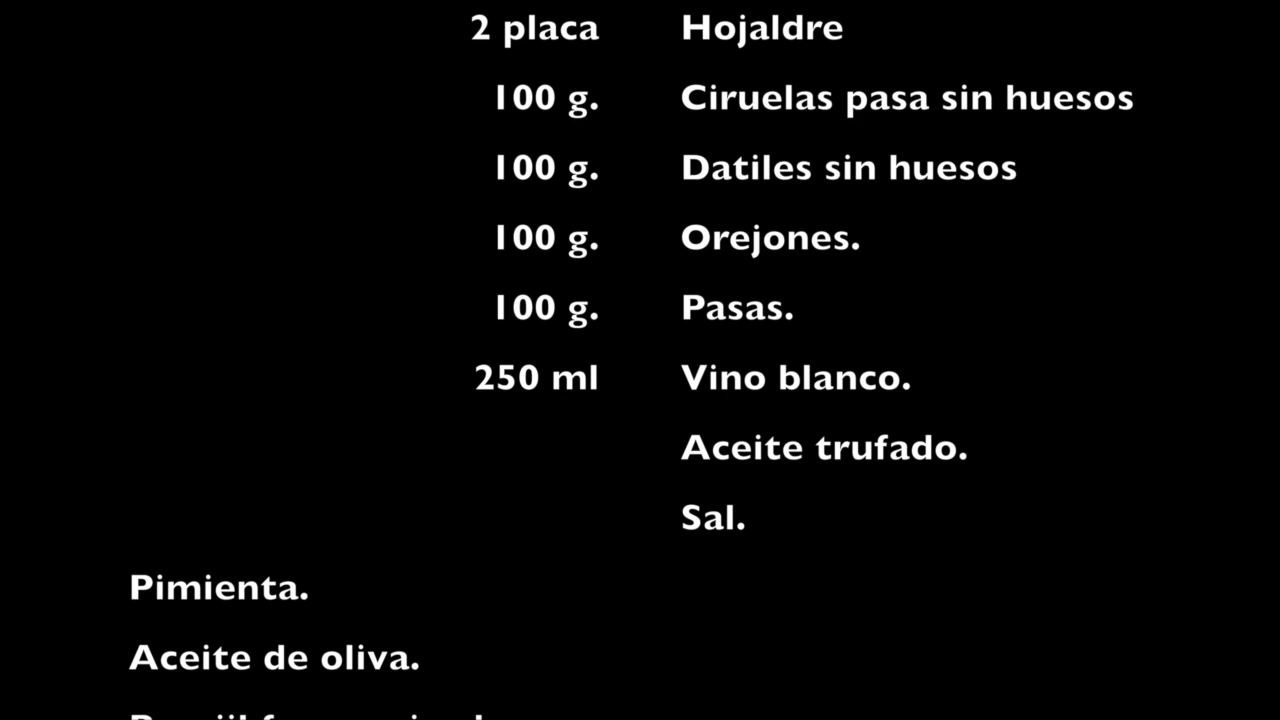 2 placa Hojaldre
100 g. Ciruelas pasa sin huesos
100 g. Datiles sin huesos
100 g. Orejones.
100 g. Pasas.
250 ml Vino blanco.
Aceite trufado.
Sal.
Pimienta.
Aceite de oliva.